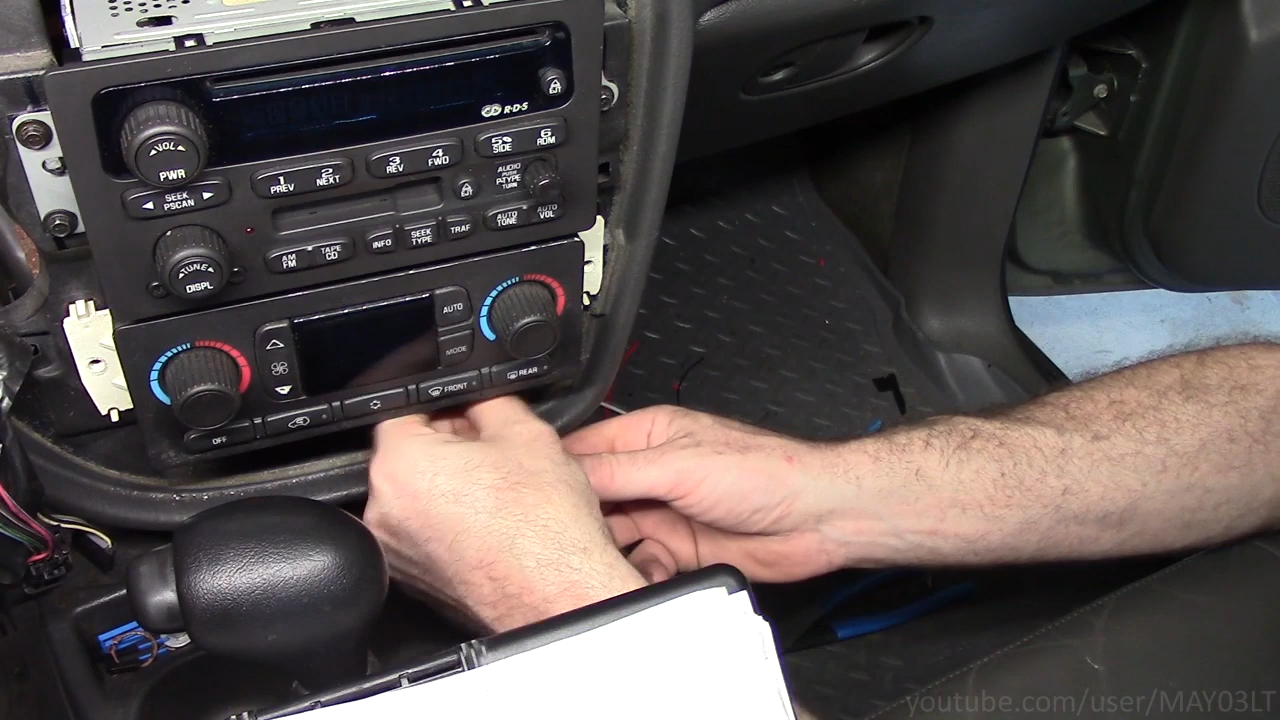 EJT
CD R·D·S
VOL
PWR
1 PREV
2 NEXT
3 REV
4 FWD
5 SIDE
6 RDM
SEEK
PSCAN
EJT
AUDIO
PUSH
P-TYPE
TURN
TUNE
DISPL
AM
FM
TAPE
CD
INFO
SEEK
TYPE
TRAF
AUTO
TONE
AUTO
VOL
AUTO
MODE
OFF
FRONT
REAR
youtube.com/user/MAY03LT